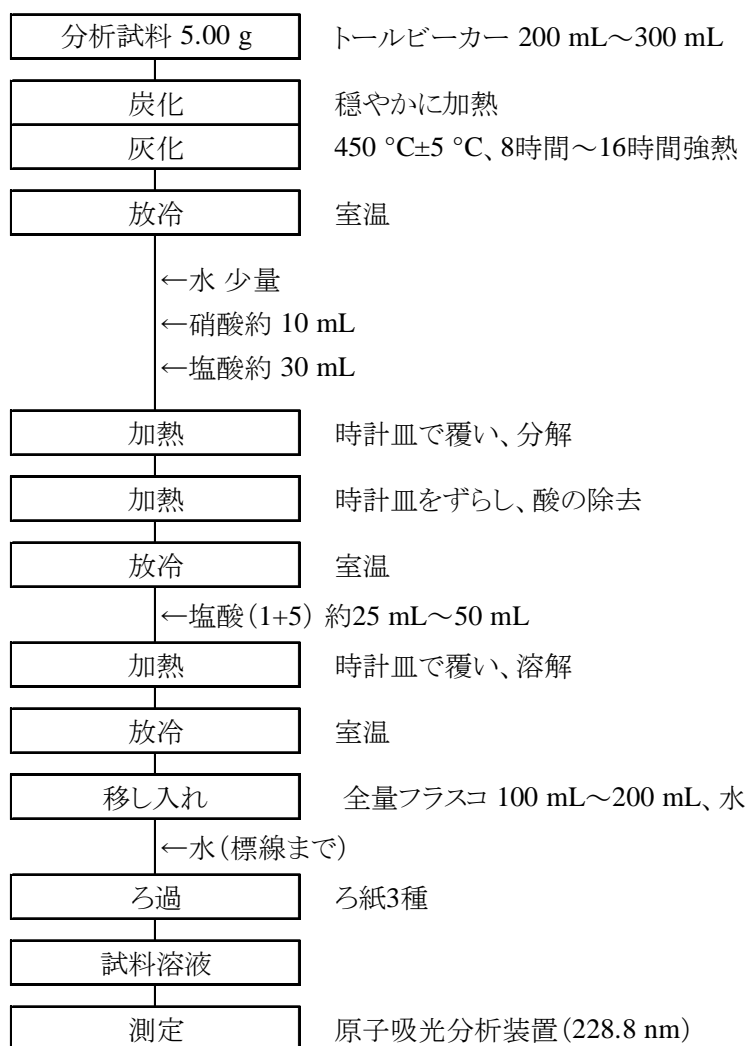 分析試料 5.00 g トールビーカー 200 mL～300 mL
炭化 穏やかに加熱
灰化 450 °C±5 °C、8時間～16時間強熱
放冷 室温
←水 少量
←硝酸約 10 mL
←塩酸約 30 mL
加熱 時計皿で覆い、分解
加熱 時計皿をずらし、酸の除去
放冷 室温
←塩酸(1+5) 約25 mL～50 mL
加熱 時計皿で覆い、溶解
放冷 室温
移し入れ 全量フラスコ 100 mL～200 mL、水
←水(標線まで)
ろ過 ろ紙3種
試料溶液
測定 原子吸光分析装置(228.8 nm)